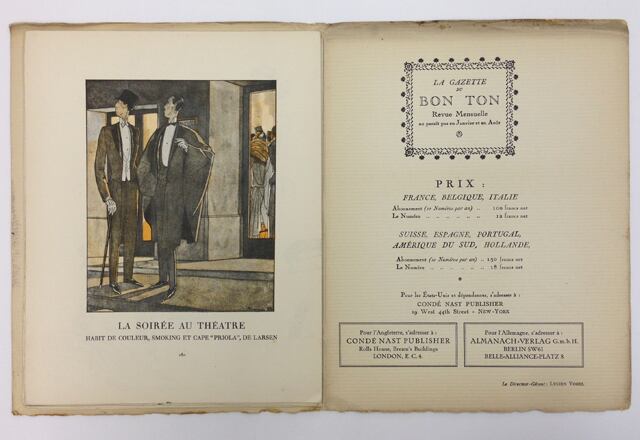 LA SOIRÉE AU THÉATRE
HABIT DE COULEUR, SMOKING ET CAPE "PRIOLA", DE LARSEN
LA GAZETTE
DU
BON TON
Revue Mensuelle
ne paraît pas en Janvier et en Août
PRIX :
FRANCE, BELGIQUE, ITALIE
Abonnement (10 Numéros par an) .. 100 francs net
Le Numéro .. .. .. .. .. 12 francs net
SUISSE, ESPAGNE, PORTUGAL,
AMÉRIQUE DU SUD, HOLLANDE,
Abonnement (10 Numéros par an) .. 150 francs net
Le Numéro .. .. .. .. .. 18 francs net
Pour les États-Unis et dépendances, s'adresser à :
CONDÉ NAST PUBLISHER
19 West 44th Street - NEW-YORK
Pour l'Angleterre, s'adresser à :
CONDÉ NAST PUBLISHER
Rolls House, Bream's Buildings
LONDON, E. C. 4.
Pour l'Allemagne, s'adresser à :
ALMANACH-VERLAG G.m.b.H.
BERLIN SW61
BELLE-ALLIANCE-PLATZ 8
Le Directeur-Gérant : LUCIEN VOGEL